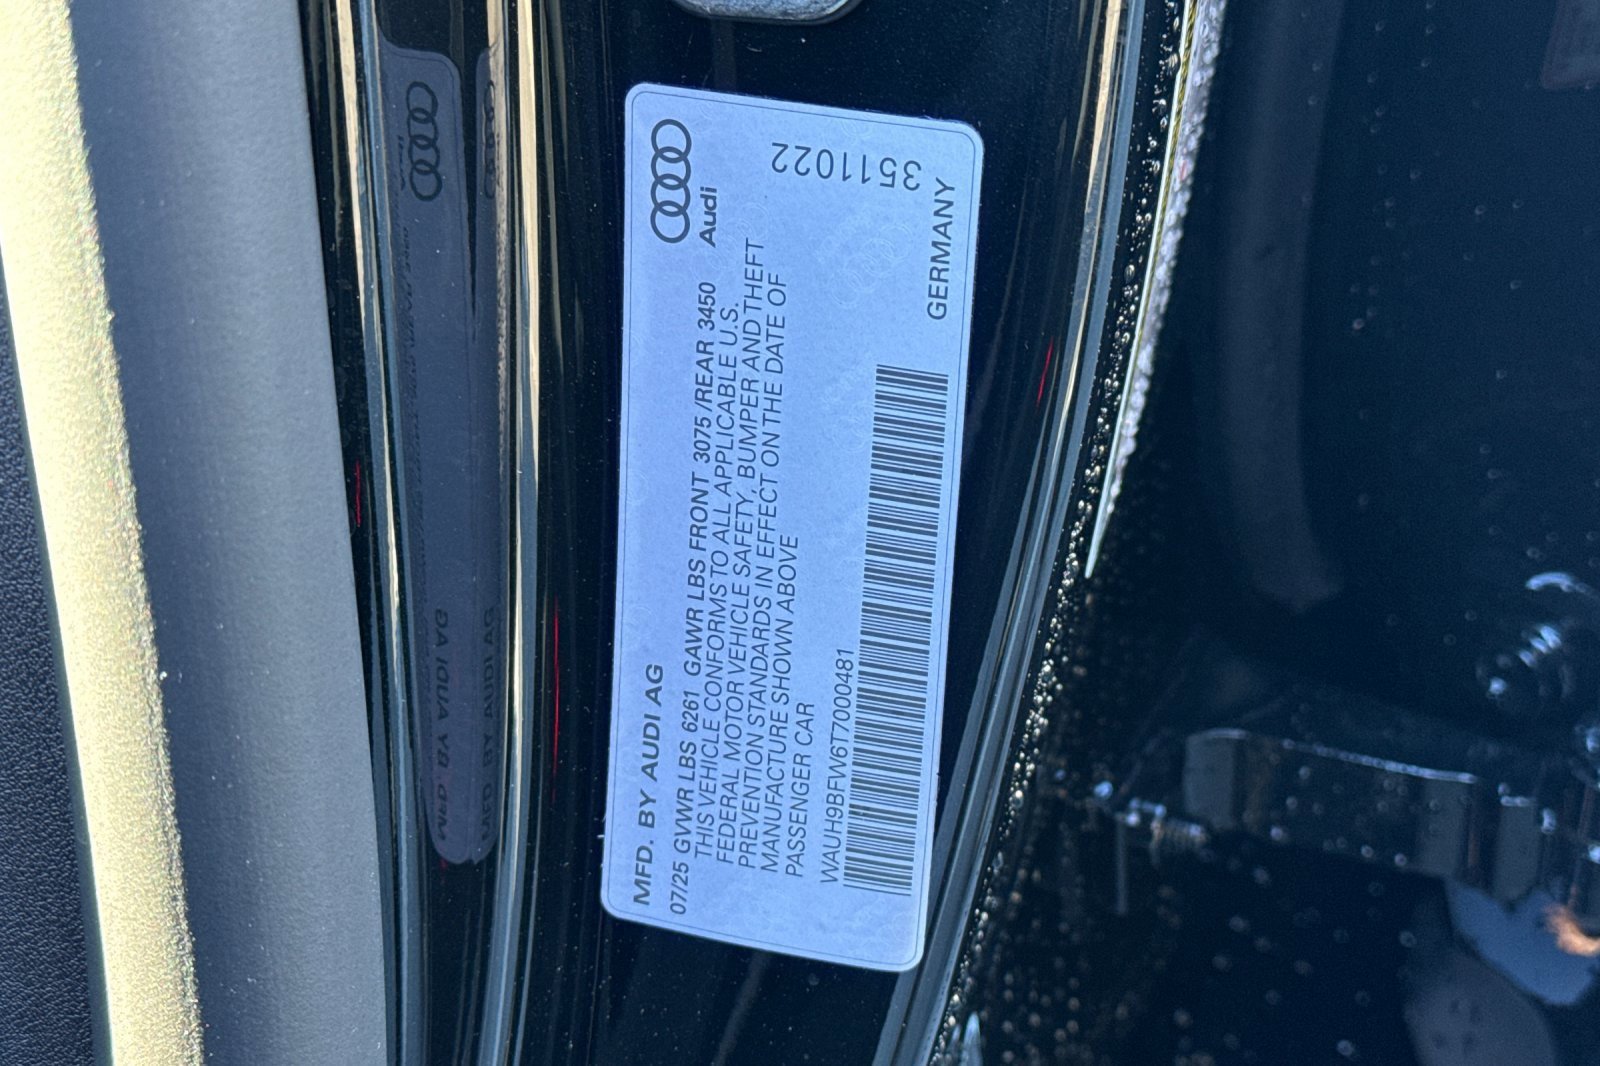 Audi
3511022
MFD. BY AUDI AG
07/25 GVWR LBS 6261 GAWR LBS FRONT 3075 /REAR 3450
THIS VEHICLE CONFORMS TO ALL APPLICABLE U.S.
FEDERAL MOTOR VEHICLE SAFETY, BUMPER AND THEFT
PREVENTION STANDARDS IN EFFECT ON THE DATE OF
MANUFACTURE SHOWN ABOVE
PASSENGER CAR
WAUH9BFW6T7000481
GERMANY